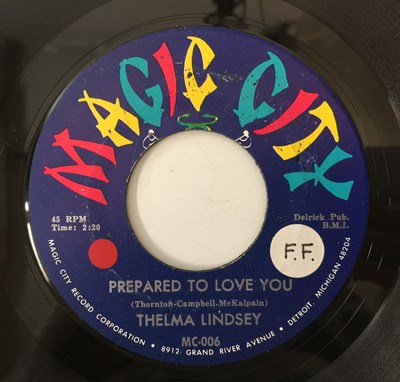 MAGIC CITY
45 RPM
Time: 2:20
Delrick Pub.
B.M.I.
F.F.
PREPARED TO LOVE YOU
(Thornton-Campbell-McKalpain)
THELMA LINDSEY
MC-006
MAGIC CITY RECORD CORPORATION • 8912 GRAND RIVER AVENUE • DETROIT, MICHIGAN 48204